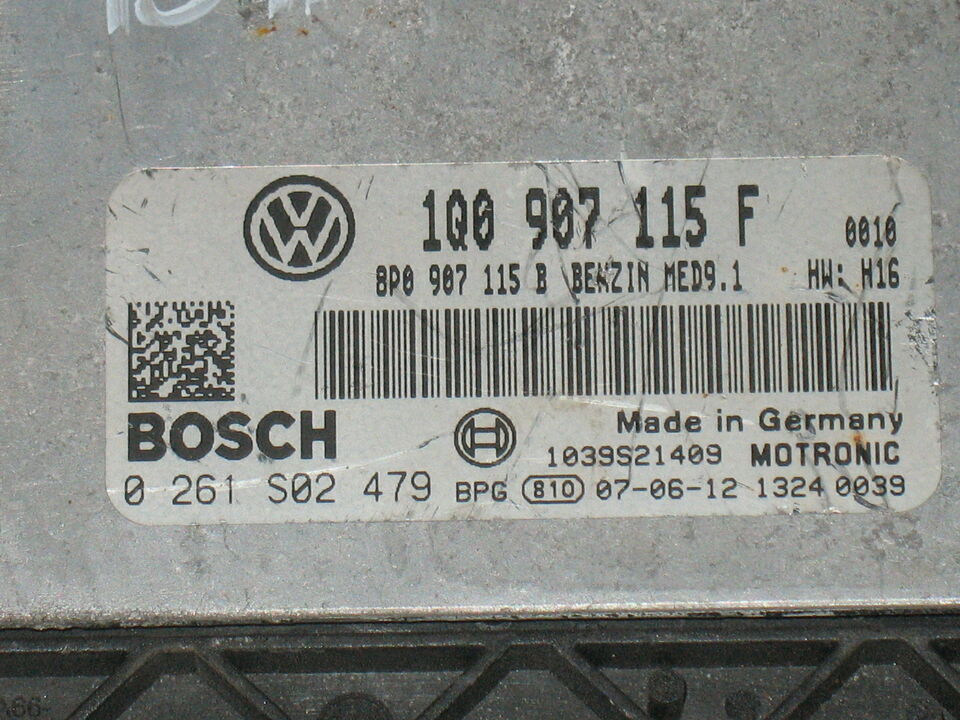 1Q0 907 115 F
0010
8P0 907 115 B BENZIN MED9.1 HW: H16
BOSCH
Made in Germany
1039S21409 MOTRONIC
0 261 S02 479 BPG 810 07-06-12 1324 0039